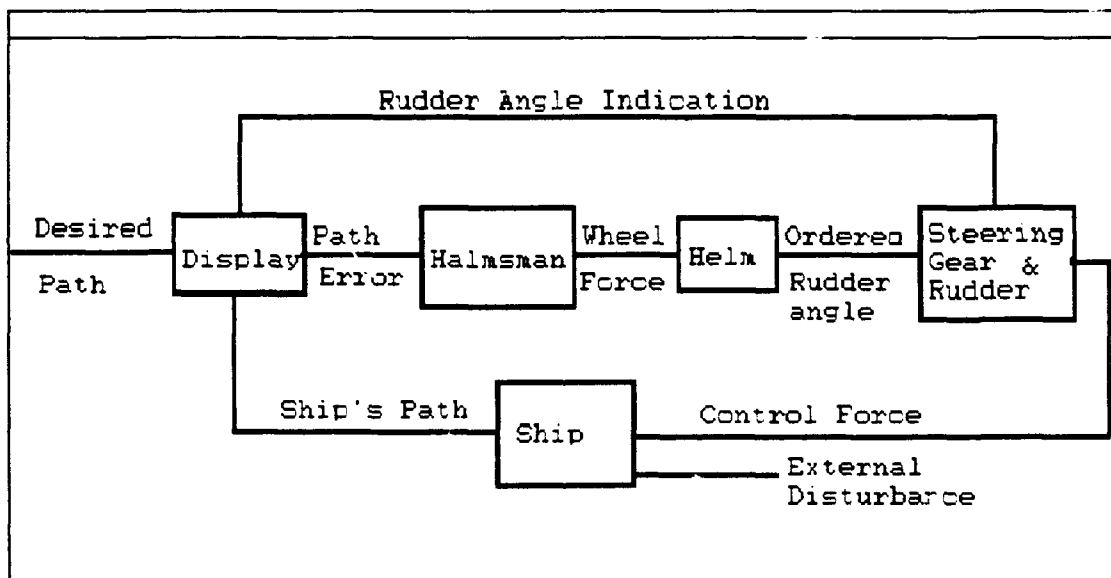 Rudder Angle Indication
Desired
Path
Display
Path
Error
Halmsman
Wheel
Force
Helm
Ordered
Rudder
angle
Steering
Gear &
Rudder
Ship's Path
Ship
Control Force
External
Disturbance